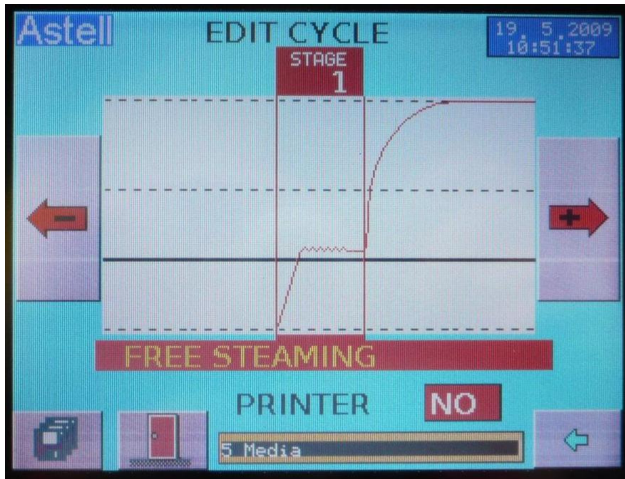 Astell
EDIT CYCLE
19. 5.2009
10:51:37
STAGE
1
-
+
FREE STEAMING
PRINTER NO
5 Media